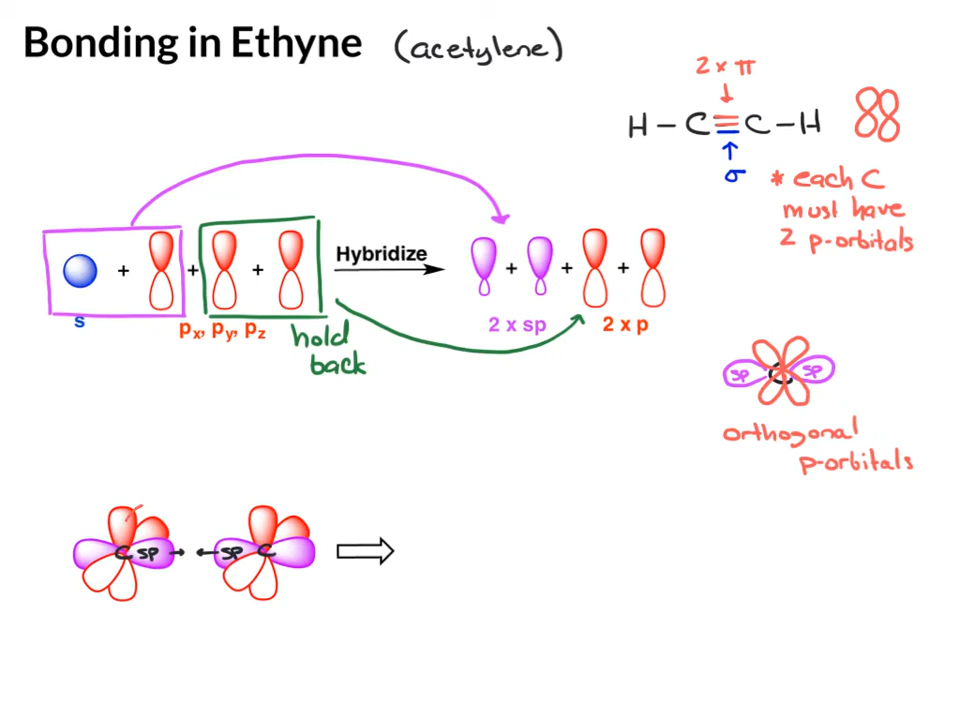 Bonding in Ethyne (acetylene)
2 x π
H - C ≡ C - H
σ
* each C
must have
2 p-orbitals
s + + + Hybridize + + +
s
px, py, pz
hold
back
2 x sp
2 x p
sp C sp
orthogonal
p-orbitals
C sp sp C